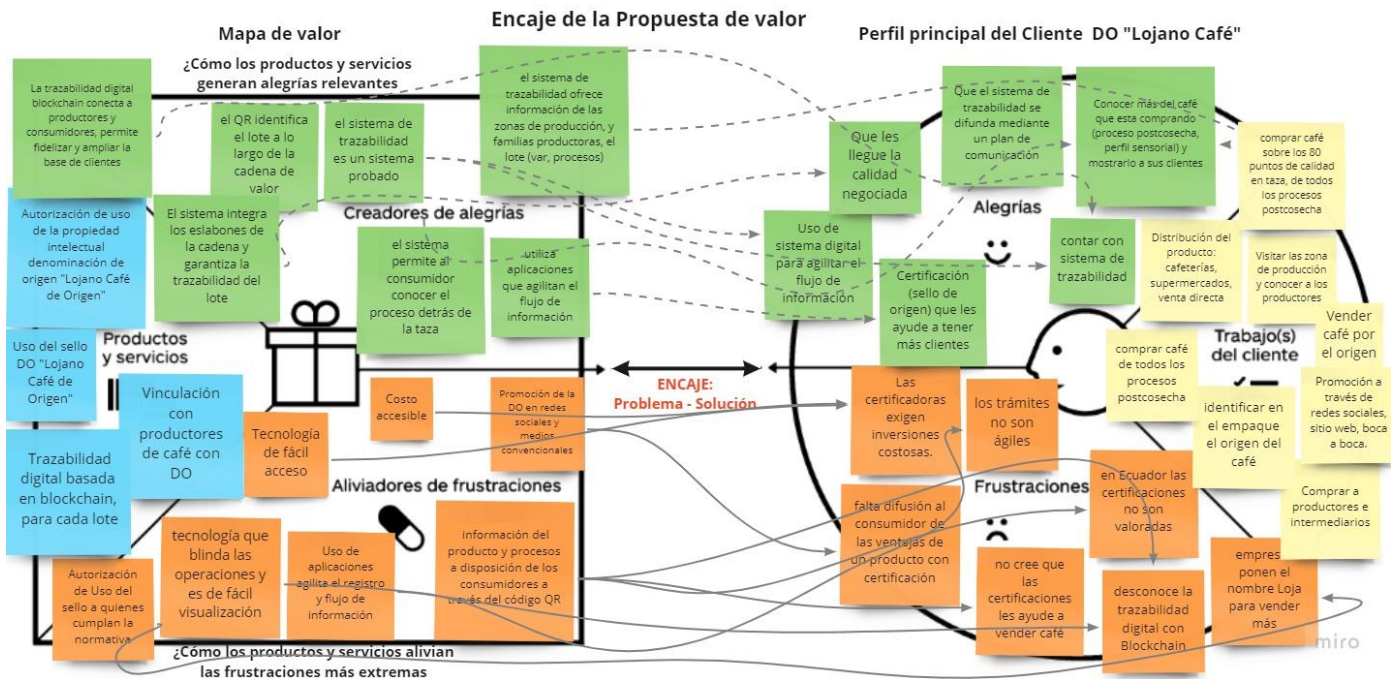 Encaje de la Propuesta de valor
Mapa de valor
Perfil principal del Cliente DO "Lojano Café"
¿Cómo los productos y servicios
generan alegrías relevantes
La trazabilidad digital
blockchain conecta a
productores y
consumidores, permite
fidelizar y ampliar la
base de clientes
el QR identifica
el lote a lo
largo de la
cadena de
valor
el sistema de
trazabilidad
es un sistema
probado
el sistema de
trazabilidad ofrece
información de las
zonas de producción, y
familias productoras, el
lote (var, procesos)
Autorización de uso
de la propiedad
intelectual
denominación de
origen "Lojano Café
de Origen"
El sistema integra
los eslabones de
la cadena y
garantiza la
trazabilidad del
lote
Creadores de alegrías
el sistema
permite al
consumidor
conocer el
proceso detrás de
la taza
utiliza
aplicaciones
que agilitan el
flujo de
información
Uso del sello
DO "Lojano
Café de
Origen"
Productos
y servicios
Vinculación
con
productores
de café con
DO
Trazabilidad
digital basada
en blockchain,
para cada lote
Tecnología
de fácil
acceso
Costo
accesible
Promoción de la
DO en redes
sociales y
medios
convencionales
Aliviadores de frustraciones
Autorización
de Uso del
sello a quienes
cumplan la
normativa
tecnología que
blinda las
operaciones y
es de fácil
visualización
Uso de
aplicaciones
agilita el registro
y flujo de
información
información del
producto y procesos
a disposición de los
consumidores a
través del código QR
¿Cómo los productos y servicios alivian
las frustraciones más extremas
ENCAJE:
Problema - Solución
Que les
llegue la
calidad
negociada
Que el sistema de
trazabilidad se
difunda mediante
un plan de
comunicación
Conocer más del café
que esta comprando
(proceso postcosecha,
perfil sensorial) y
mostrarlo a sus clientes
comprar café
sobre los 80
puntos de calidad
en taza, de todos
los procesos
postcosecha
Alegrías
Uso de
sistema digital
para agilitar el
flujo de
información
Certificación
(sello de
origen) que les
ayude a tener
más clientes
contar con
sistema de
trazabilidad
Distribución del
producto:
cafeterías,
supermercados,
venta directa
Visitar las zona
de producción
y conocer a los
productores
Vender
café por
el origen
Trabajo(s)
del cliente
comprar café
de todos los
procesos
postcosecha
identificar en
el empaque
el origen del
café
Promoción a
través de
redes sociales,
sitio web, boca
a boca.
Comprar a
productores e
intermediarios
Las
certificadoras
exigen
inversiones
costosas.
los trámites
no son
ágiles
Frustraciones
en Ecuador las
certificaciones
no son
valoradas
falta difusión al
consumidor de
las ventajas de
un producto con
certificación
no cree que
las
certificaciones
les ayude a
vender café
desconoce la
trazabilidad
digital con
Blockchain
ponen el
nombre Loja
para vender
más
miro